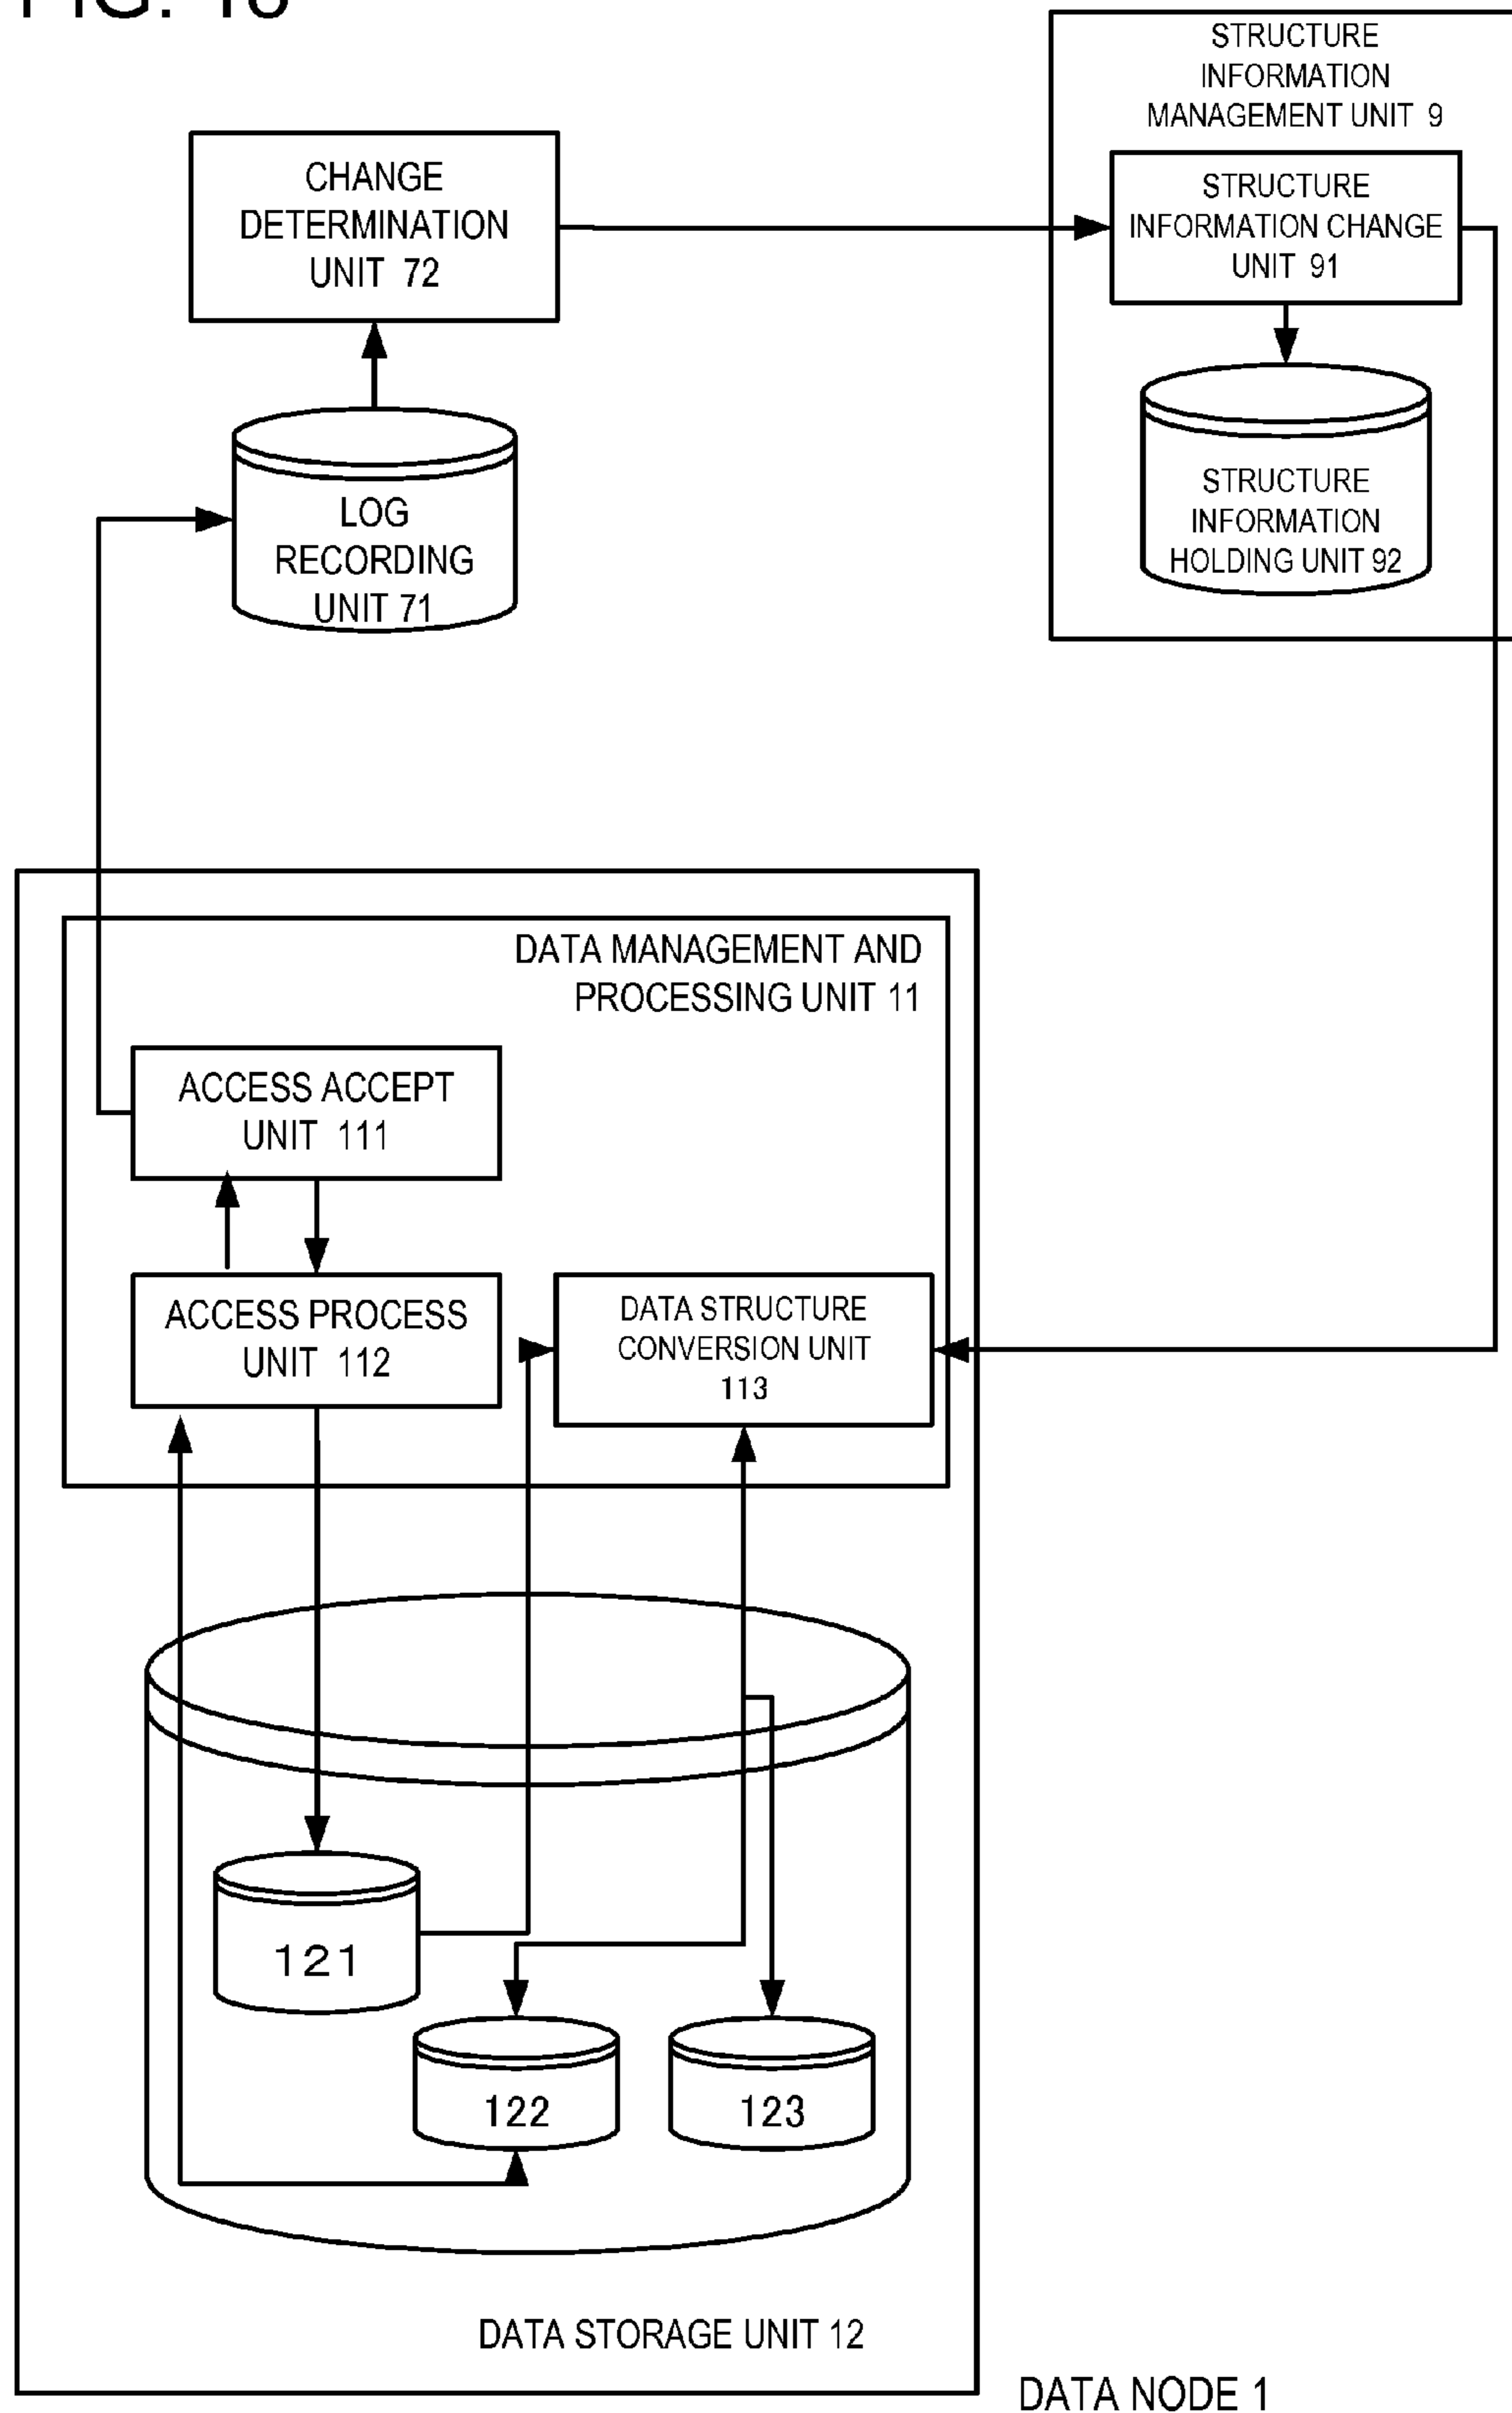 STRUCTURE
INFORMATION
MANAGEMENT UNIT 9
CHANGE
DETERMINATION
UNIT 72
STRUCTURE
INFORMATION CHANGE
UNIT 91
LOG
RECORDING
UNIT 71
STRUCTURE
INFORMATION
HOLDING UNIT 92
DATA MANAGEMENT AND
PROCESSING UNIT 11
ACCESS ACCEPT
UNIT 111
ACCESS PROCESS
UNIT 112
DATA STRUCTURE
CONVERSION UNIT
113
121
122
123
DATA STORAGE UNIT 12
DATA NODE 1